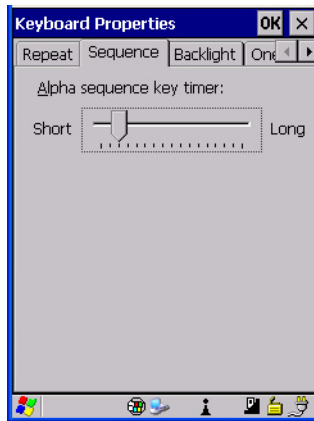 Keyboard Properties OK
Repeat Sequence Backlight One
Alpha sequence key timer:
Short Long